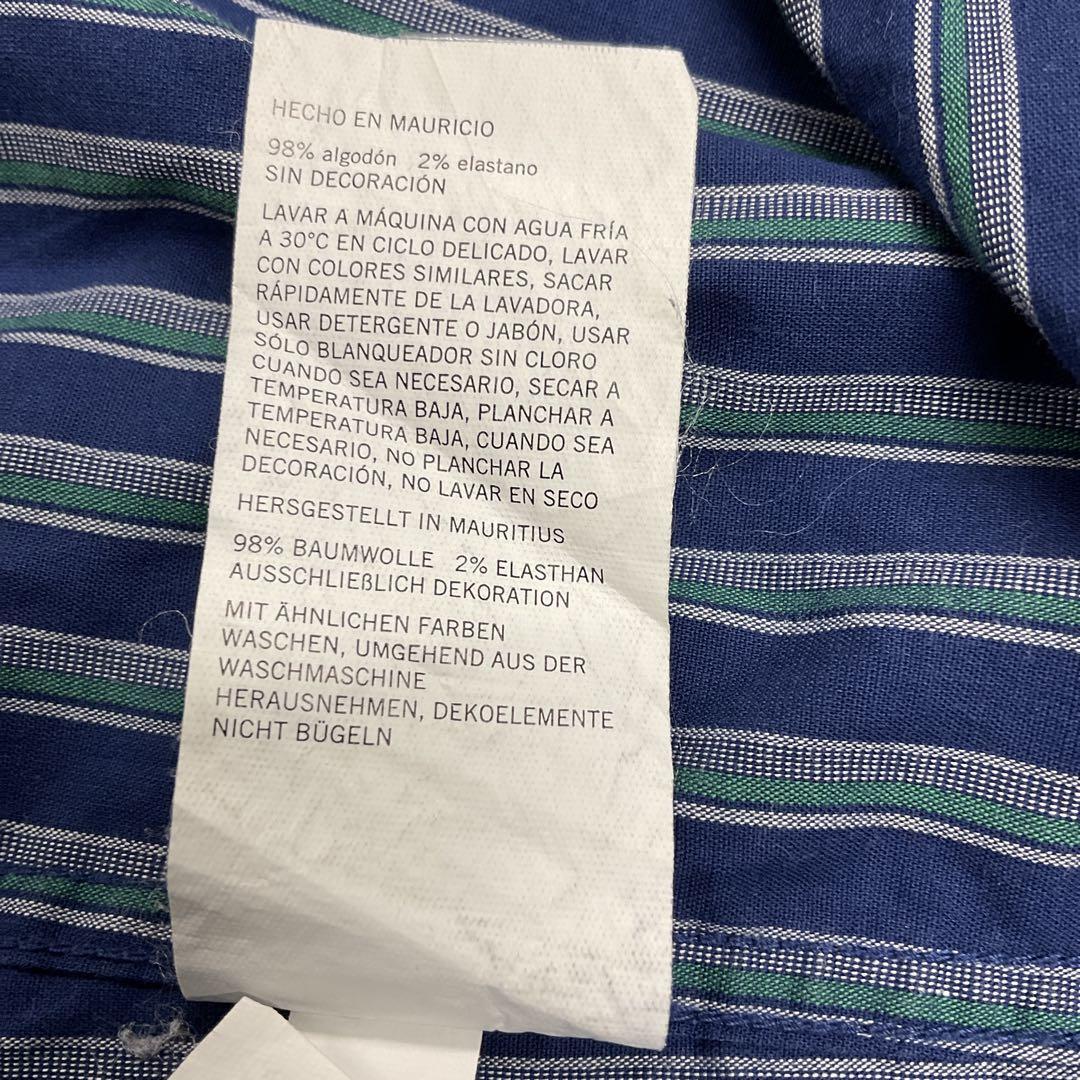 HECHO EN MAURICIO
98% algodón 2% elastano
SIN DECORACIÓN
LAVAR A MÁQUINA CON AGUA FRÍA
A 30°C EN CICLO DELICADO, LAVAR
CON COLORES SIMILARES, SACAR
RÁPIDAMENTE DE LA LAVADORA,
USAR DETERGENTE O JABÓN, USAR
SÓLO BLANQUEADOR SIN CLORO
CUANDO SEA NECESARIO, SECAR A
TEMPERATURA BAJA, PLANCHAR A
TEMPERATURA BAJA, CUANDO SEA
NECESARIO, No PLANCHAR LA
DECORACIÓN, No LAVAR EN SECO
HERSGESTELLT IN MAURITIUS
98% BAUMWOLLE 2% ELASTHAN
AUSSCHLIEßLICH DEKORATION
MIT ÄHNLICHEN FARBEN
WASCHEN, UMGEHEND AUS DER
WASCHMASCHINE
HERAUSNEHMEN, DEKOELEMENTE
NICHT BÜGELN